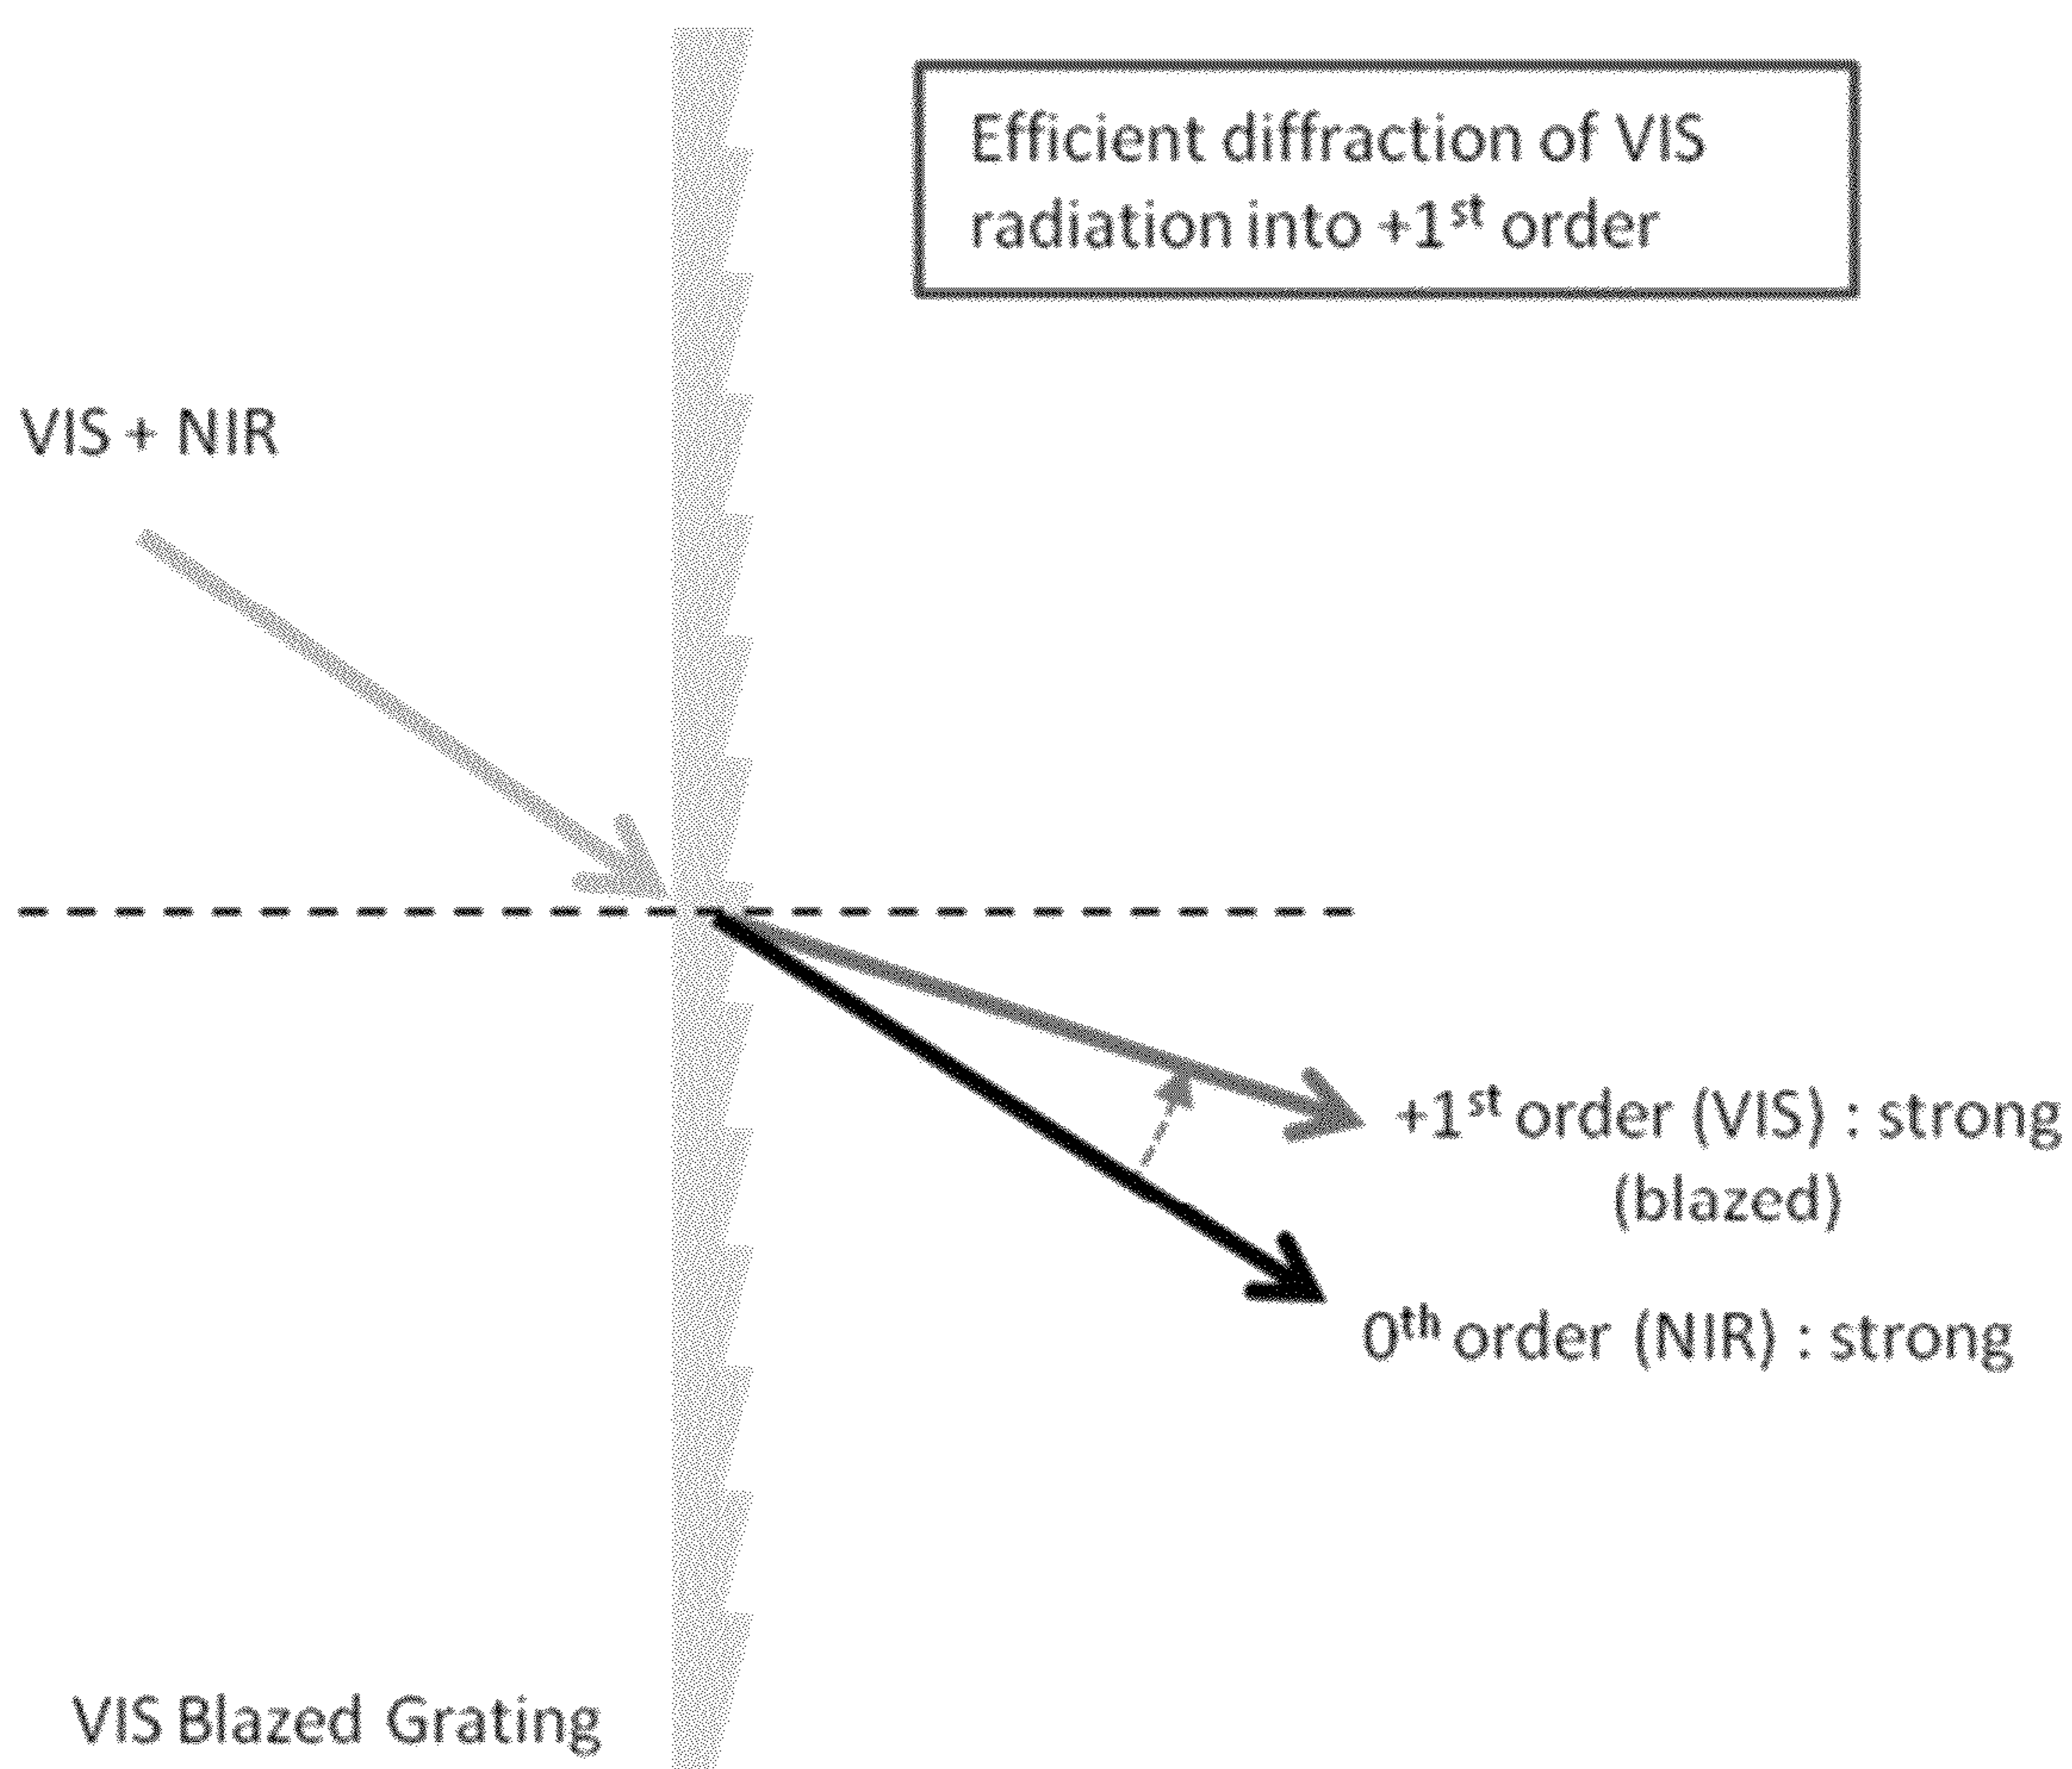 Efficient diffraction of VIS
radiation into +1st order
VIS + NIR
+1st order (VIS) : strong
(blazed)
0th order (NIR) : strong
VIS Blazed Grating